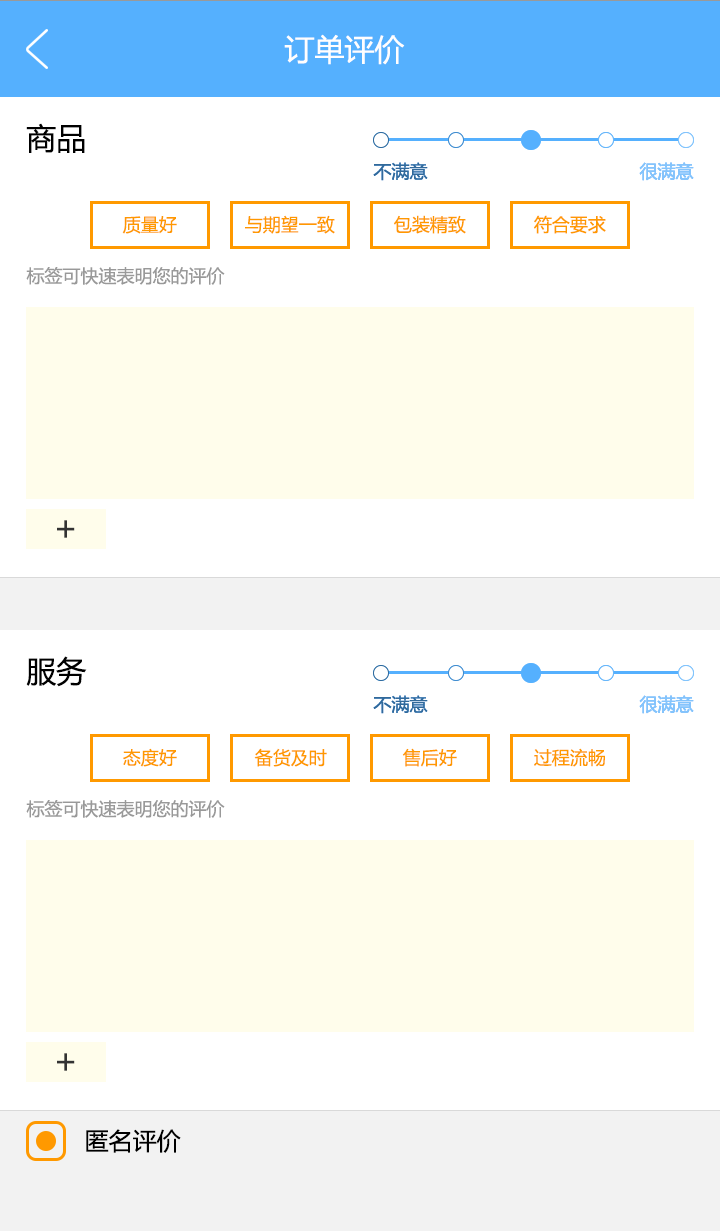 订单评价
商品
不满意 很满意
质量好 与期望一致 包装精致 符合要求
标签可快速表明您的评价
+
服务
不满意 很满意
态度好 备货及时 售后好 过程流畅
标签可快速表明您的评价
+
匿名评价